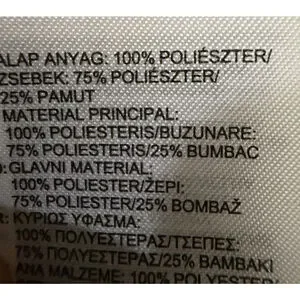 ALAP ANYAG: 100% POLIÉSZTER/
ZSEBEK: 75% POLIÉSZTER/
25% PAMUT
MATERIAL PRINCIPAL:
100% POLIESTERIS/BUZUNARE:
75% POLIESTERIS/25% BUMBAC
GLAVNI MATERIAL:
100% POLIESTER/ŽEPI:
75% POLIESTER/25% BOMBAŽ
ΚΥΡΙΩΣ ΥΦΑΣΜΑ:
100% ΠΟΛΥΕΣΤΕΡΑΣ/ΤΣΕΠΕΣ:
75% ΠΟΛΥΕΣΤΕΡΑΣ/25% ΒΑΜΒΑΚΙ
ANA MALZEME: 100% POLYESTER/